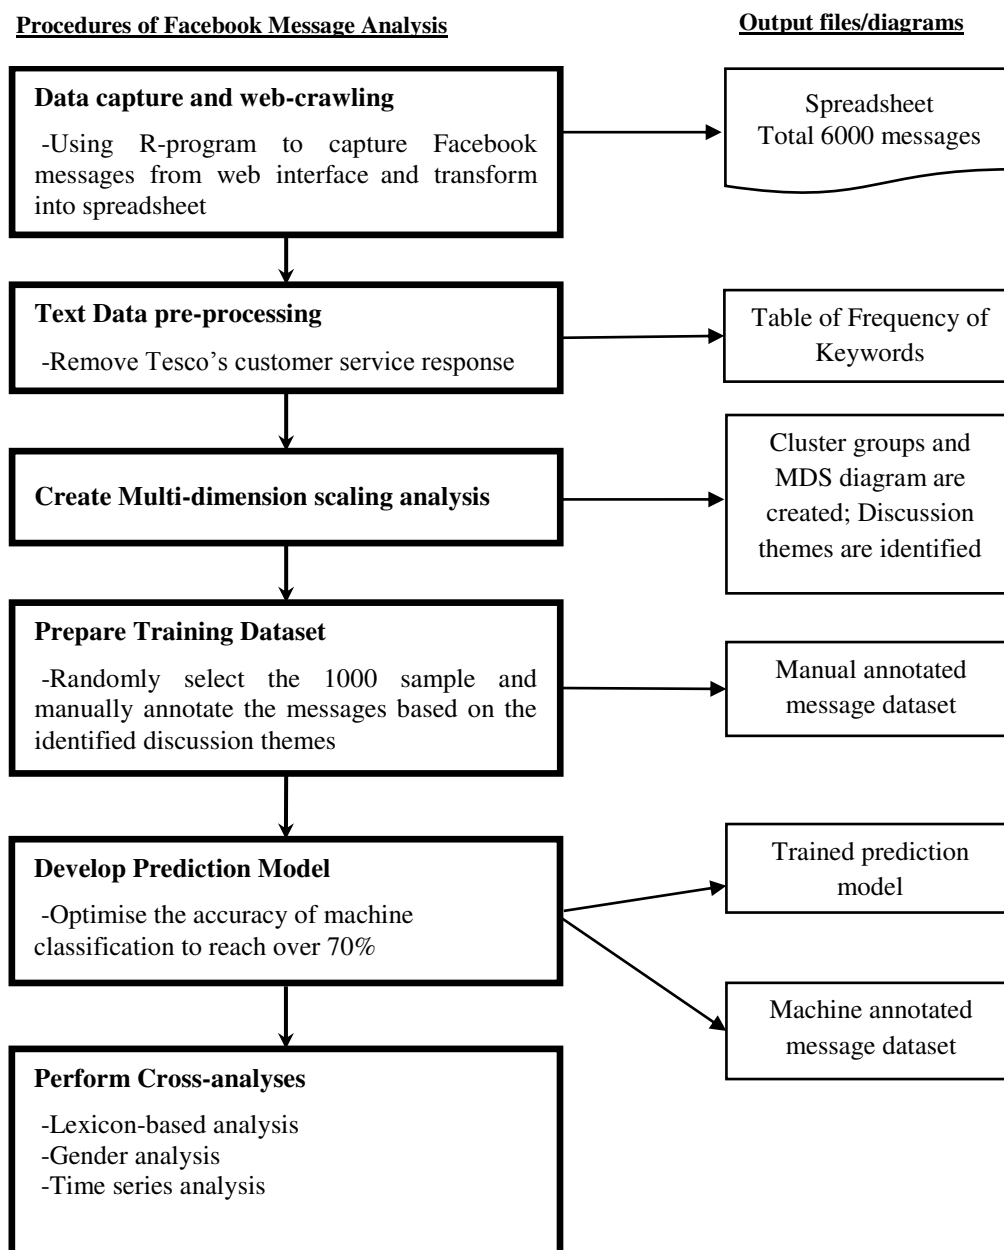 Procedures of Facebook Message Analysis
Output files/diagrams
Data capture and web-crawling
-Using R-program to capture Facebook
messages from web interface and transform
into spreadsheet
Spreadsheet
Total 6000 messages
Text Data pre-processing
-Remove Tesco’s customer service response
Table of Frequency of
Keywords
Create Multi-dimension scaling analysis
Cluster groups and
MDS diagram are
created; Discussion
themes are identified
Prepare Training Dataset
-Randomly select the 1000 sample and
manually annotate the messages based on the
identified discussion themes
Manual annotated
message dataset
Develop Prediction Model
-Optimise the accuracy of machine
classification to reach over 70%
Trained prediction
model
Machine annotated
message dataset
Perform Cross-analyses
-Lexicon-based analysis
-Gender analysis
-Time series analysis